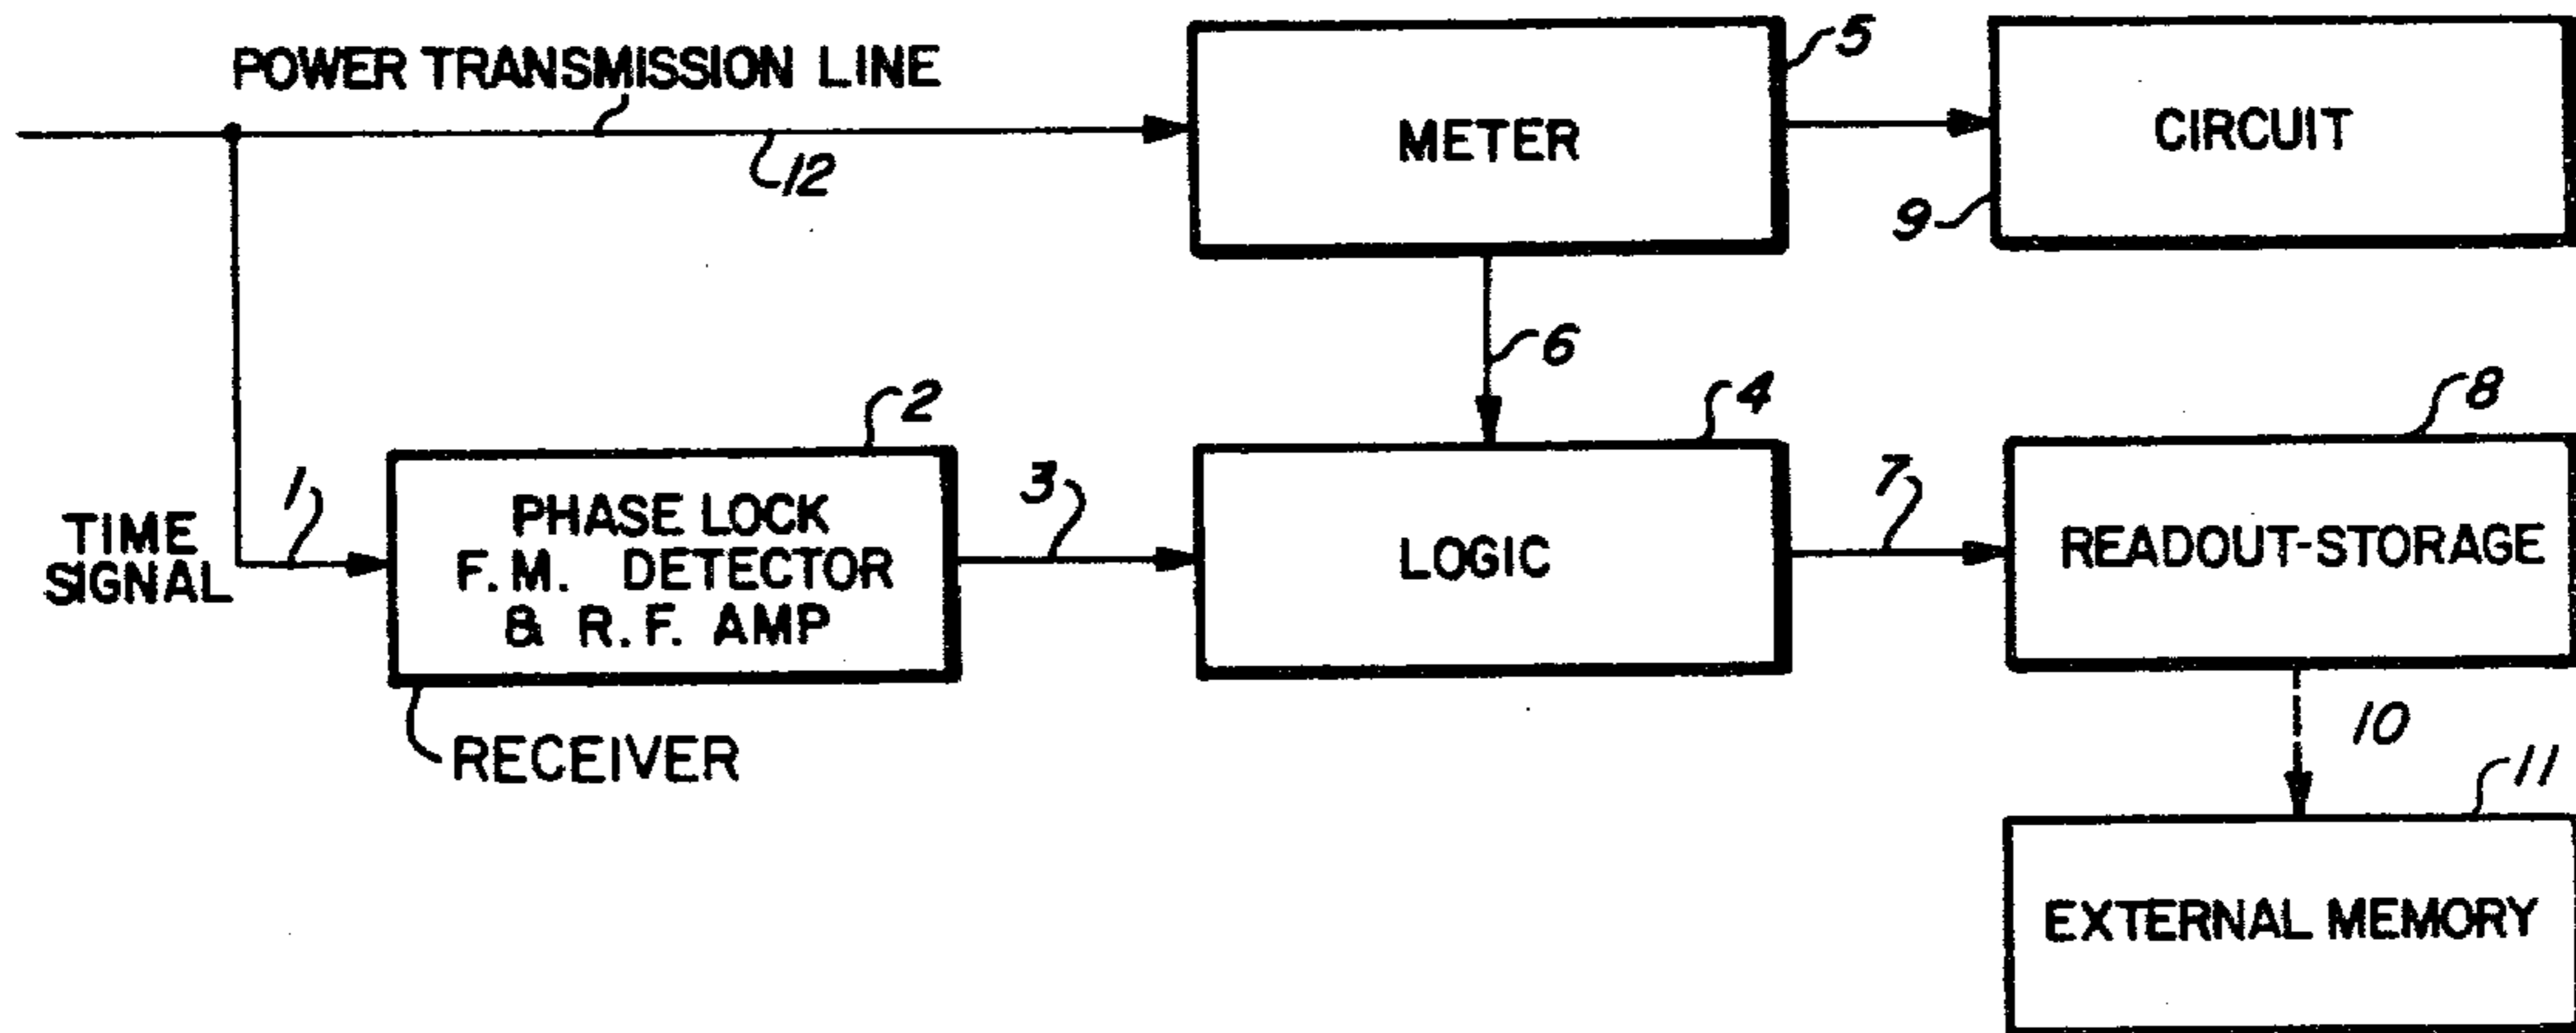 POWER TRANSMISSION LINE
12
METER
5
CIRCUIT
9
6
TIME
SIGNAL
1
2
PHASE LOCK
F.M. DETECTOR
& R.F. AMP
RECEIVER
3
4
LOGIC
7
8
READOUT-STORAGE
10
11
EXTERNAL MEMORY